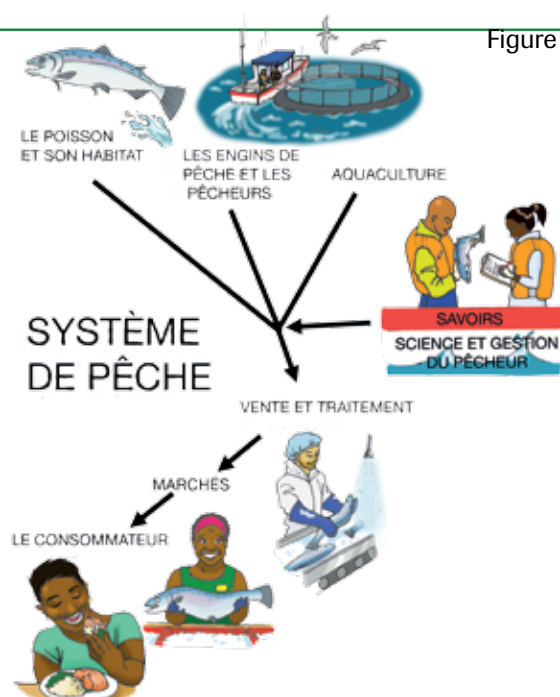 Figure
LE POISSON
ET SON HABITAT
LES ENGINS DE
PÊCHE ET LES
PÊCHEURS
AQUACULTURE
SAVOIRS
SCIENCE ET GESTION
DU PÊCHEUR
SYSTÈME
DE PÊCHE
VENTE ET TRAITEMENT
MARCHÉS
LE CONSOMMATEUR